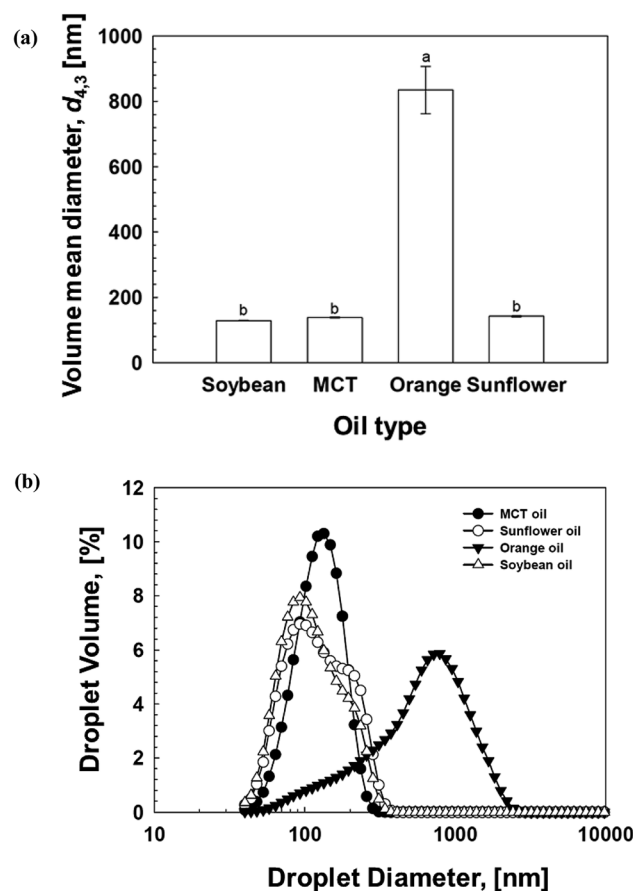 (a)
Volume mean diameter, d4,3 [nm]
1000
800
600
400
200
0
a
b
b
b
Soybean MCT Orange Sunflower
Oil type
(b)
Droplet Volume, [%]
12
10
8
6
4
2
0
MCT oil
Sunflower oil
Orange oil
Soybean oil
10 100 1000 10000
Droplet Diameter, [nm]